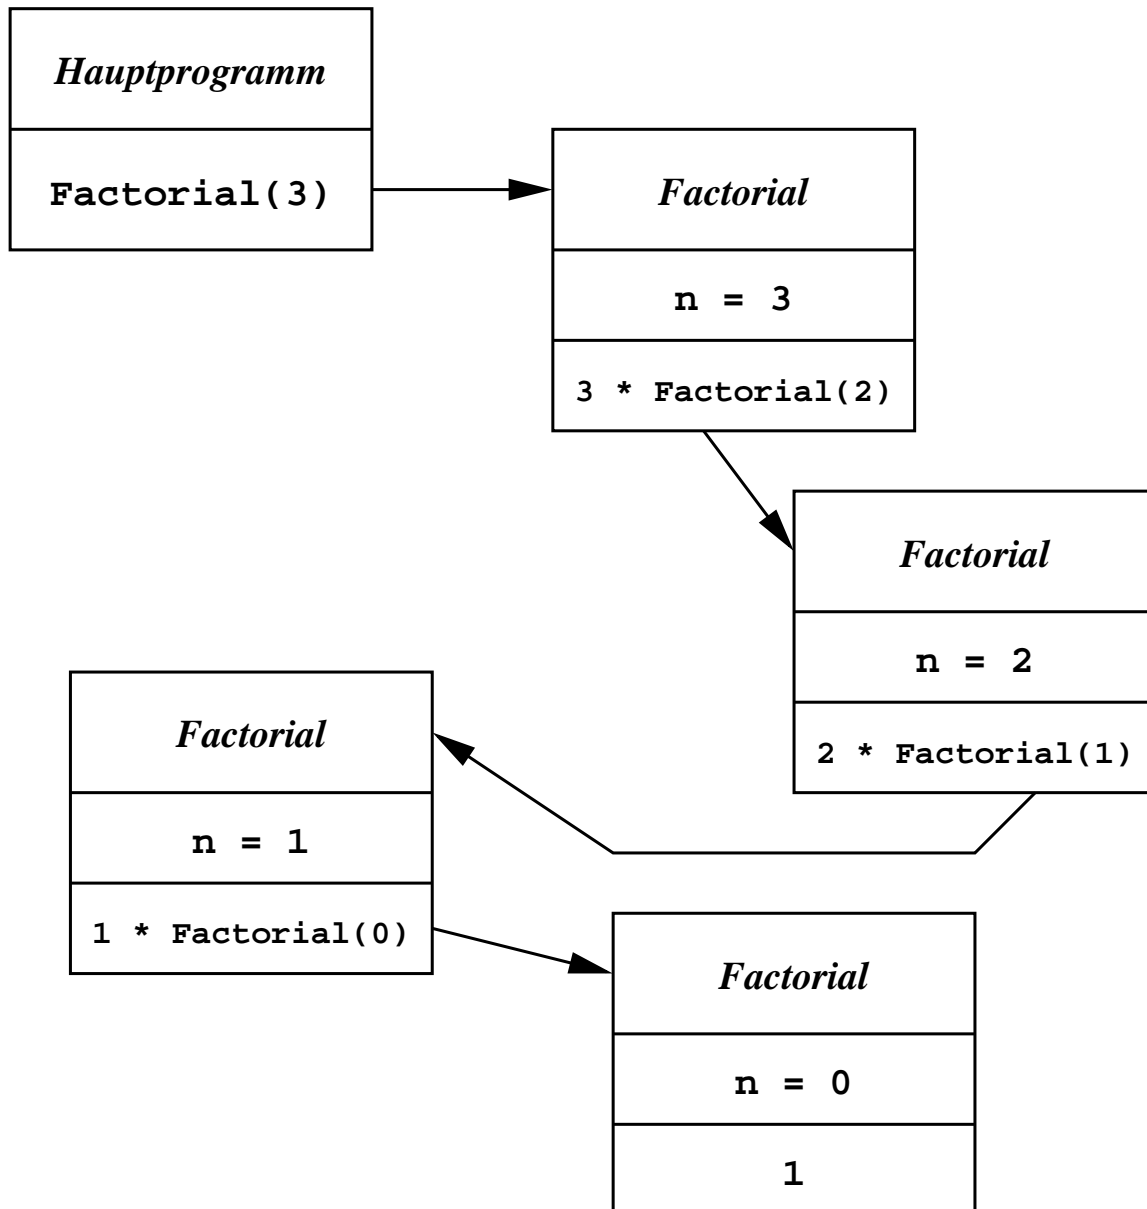 Hauptprogramm
Factorial(3)
Factorial
n = 3
3 * Factorial(2)
Factorial
n = 2
2 * Factorial(1)
Factorial
n = 1
1 * Factorial(0)
Factorial
n = 0
1